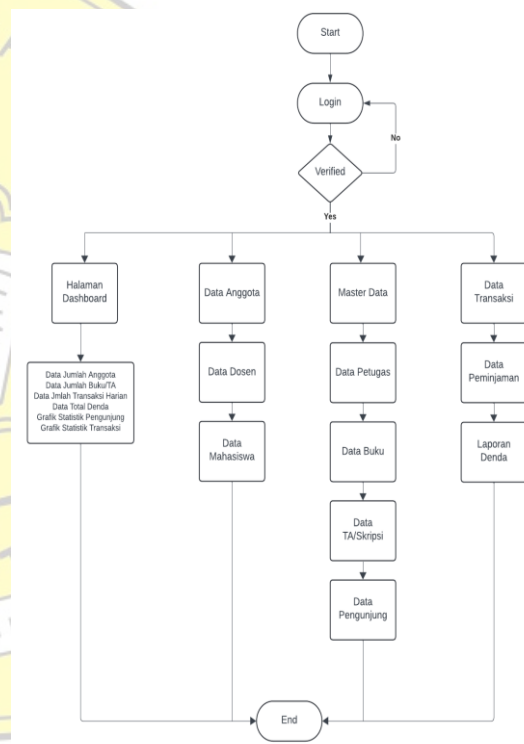 Start
Login
No
Verified
Yes
Halaman
Dashboard
Data Anggota
Master Data
Data
Transaksi
Data Jumlah Anggota
Data Jumlah Buku/TA
Data Jmlah Transaksi Harian
Data Total Denda
Grafik Statistik Pengunjung
Grafik Statistik Transaksi
Data Dosen
Data Petugas
Data
Peminjaman
Data
Mahasiswa
Data Buku
Laporan
Denda
Data
TA/Skripsi
Data
Pengunjung
End